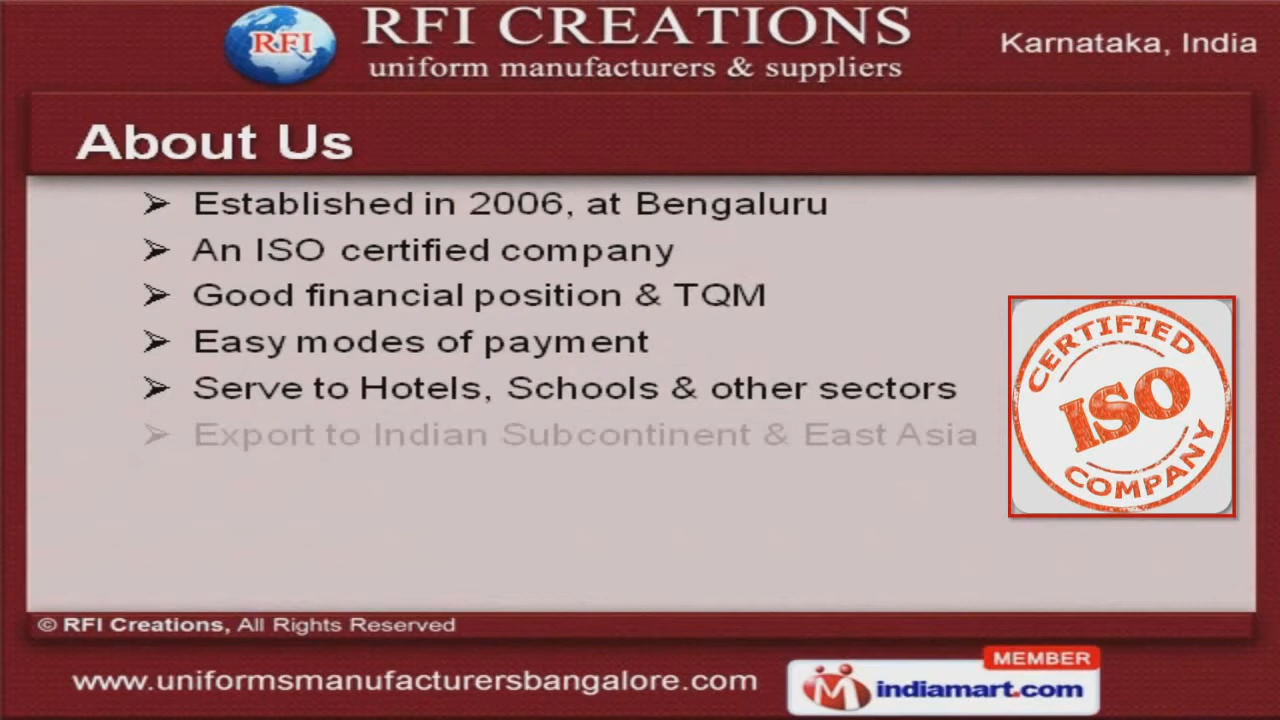 RFI
RFI CREATIONS
uniform manufacturers & suppliers
Karnataka, India
About Us
Established in 2006, at Bengaluru
An ISO certified company
Good financial position & TQM
Easy modes of payment
Serve to Hotels, Schools & other sectors
Export to Indian Subcontinent & East Asia
CERTIFIED
ISO
COMPANY
© RFI Creations, All Rights Reserved
www.uniformsmanufacturersbangalore.com
MEMBER
indiamart.com